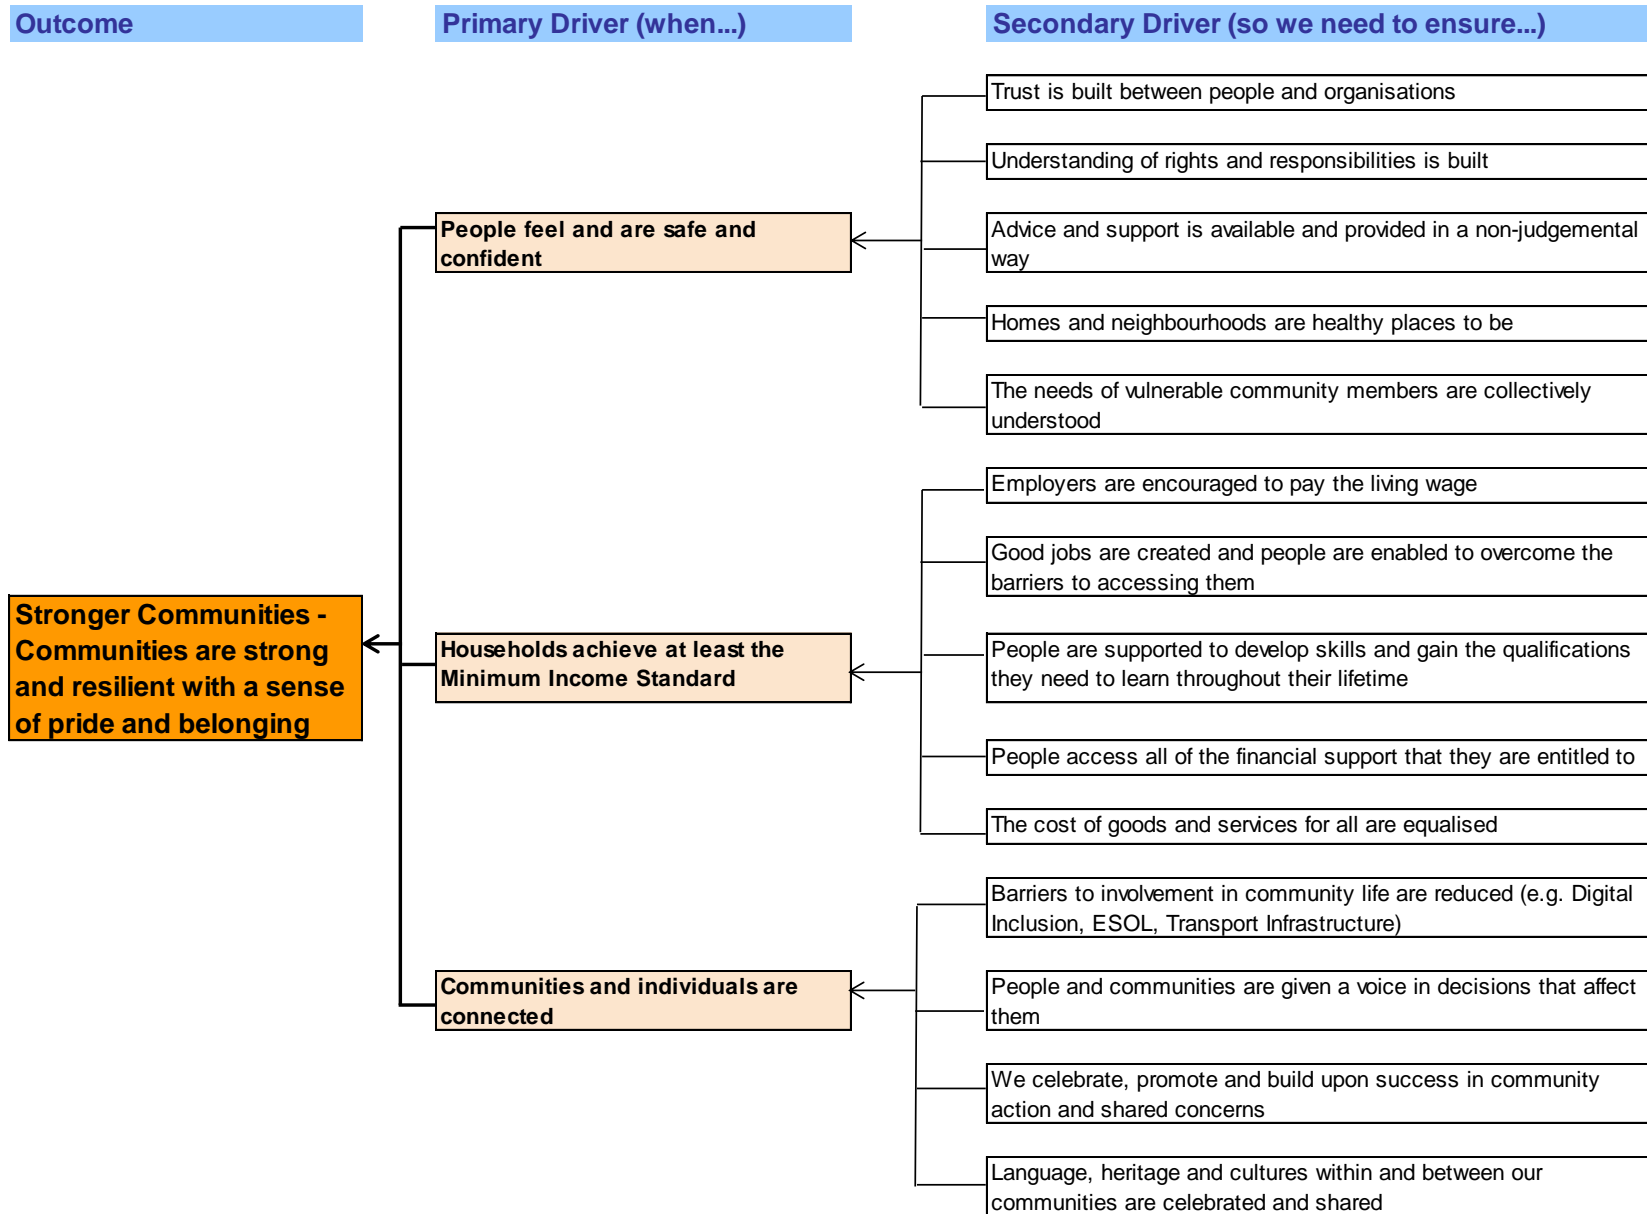 Outcome
Primary Driver (when...)
Secondary Driver (so we need to ensure...)
Trust is built between people and organisations
Understanding of rights and responsibilities is built
People feel and are safe and
confident
Advice and support is available and provided in a non-judgemental
way
Homes and neighbourhoods are healthy places to be
The needs of vulnerable community members are collectively
understood
Employers are encouraged to pay the living wage
Good jobs are created and people are enabled to overcome the
barriers to accessing them
Stronger Communities -
Communities are strong
and resilient with a sense
of pride and belonging
Households achieve at least the
Minimum Income Standard
People are supported to develop skills and gain the qualifications
they need to learn throughout their lifetime
People access all of the financial support that they are entitled to
The cost of goods and services for all are equalised
Barriers to involvement in community life are reduced (e.g. Digital
Inclusion, ESOL, Transport Infrastructure)
Communities and individuals are
connected
People and communities are given a voice in decisions that affect
them
We celebrate, promote and build upon success in community
action and shared concerns
Language, heritage and cultures within and between our
communities are celebrated and shared